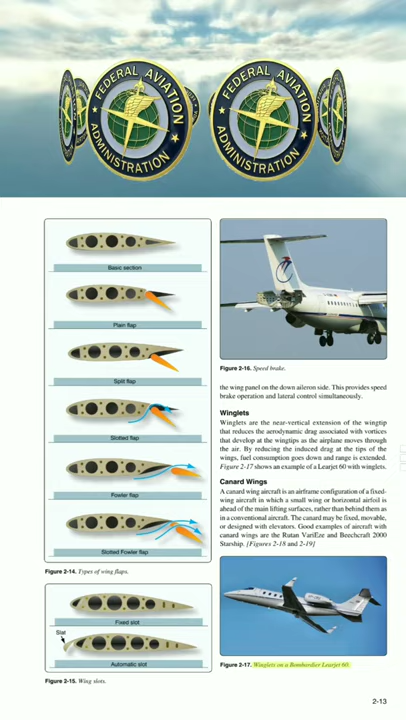 FEDERAL AVIATION
ADMINISTRATION
FEDERAL AVIATION
ADMINISTRATION
Basic section
Plain flap
Split flap
Slotted flap
Fowler flap
Slotted Fowler flap
Figure 2-14. Types of wing flaps.
Fixed slot
Slat
Automatic slot
Figure 2-15. Wing slots.
Figure 2-16. Speed brake.
the wing panel on the down aileron side. This provides speed
brake operation and lateral control simultaneously.
Winglets
Winglets are the near-vertical extension of the wingtip
that reduces the aerodynamic drag associated with vortices
that develop at the wingtips as the airplane moves through
the air. By reducing the induced drag at the tips of the
wings, fuel consumption goes down and range is extended.
Figure 2-17 shows an example of a Learjet 60 with winglets.
Canard Wings
A canard wing aircraft is an airframe configuration of a fixed-
wing aircraft in which a small wing or horizontal airfoil is
ahead of the main lifting surfaces, rather than behind them as
in a conventional aircraft. The canard may be fixed, movable,
or designed with elevators. Good examples of aircraft with
canard wings are the Rutan VariEze and Beechcraft 2000
Starship. [Figures 2-18 and 2-19]
Figure 2-17. Winglets on a Bombardier Learjet 60.
2-13